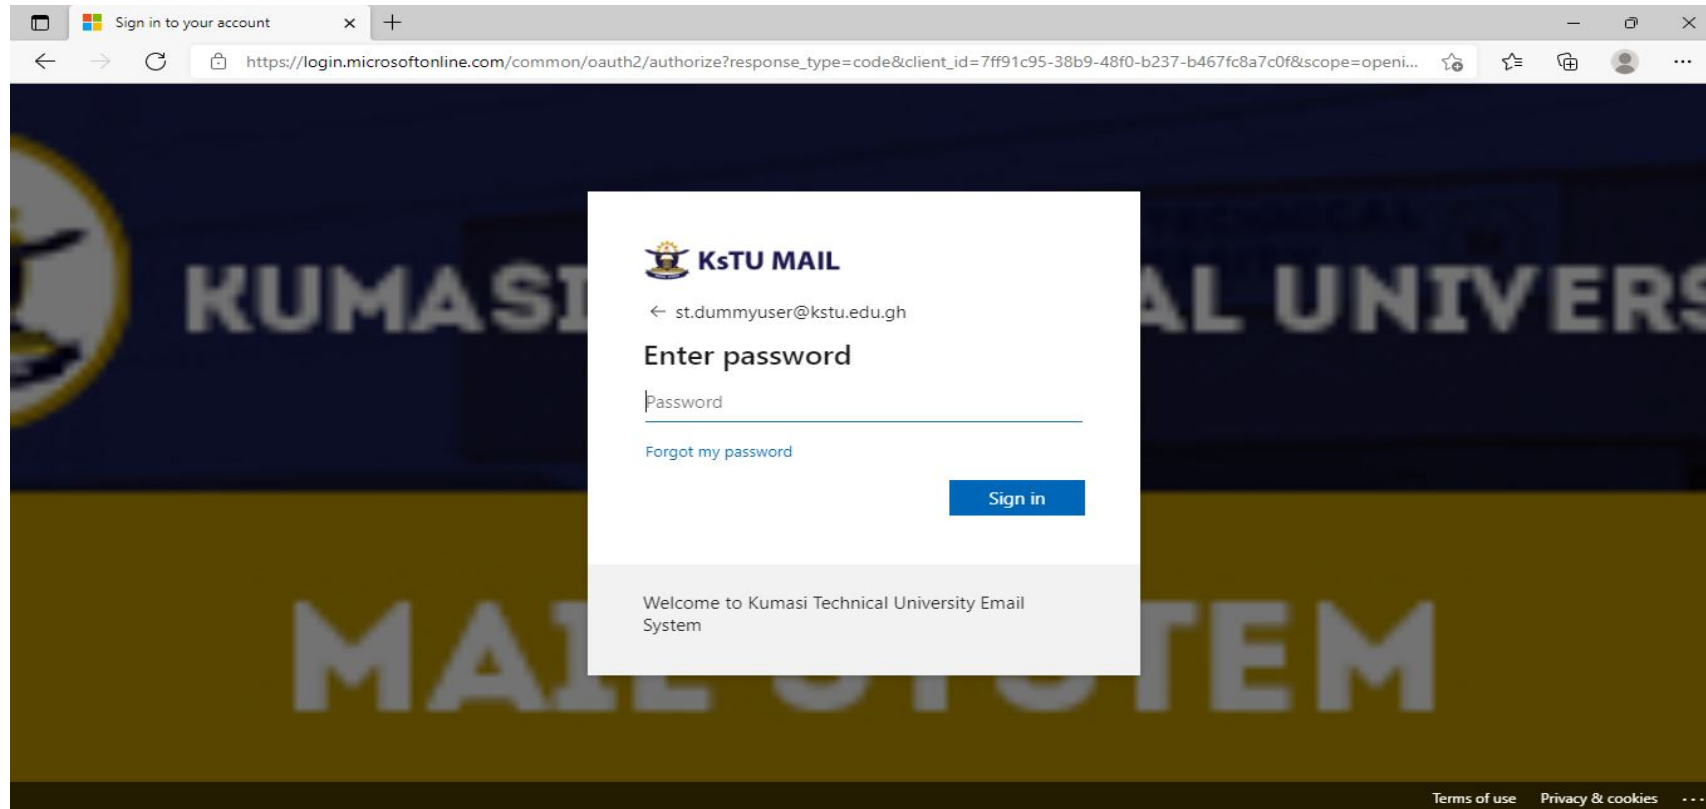 Sign in to your account
https://login.microsoftonline.com/common/oauth2/authorize?response_type=code&client_id=7ff91c95-38b9-48f0-b237-b467fc8a7c0f&scope=openi...
KUMASI AL UNIVERS
KsTU MAIL
st.dummyuser@kstu.edu.gh
Enter password
Password
Forgot my password
Sign in
Welcome to Kumasi Technical University Email
System
MAIL SYSTEM
Terms of use Privacy & cookies ...